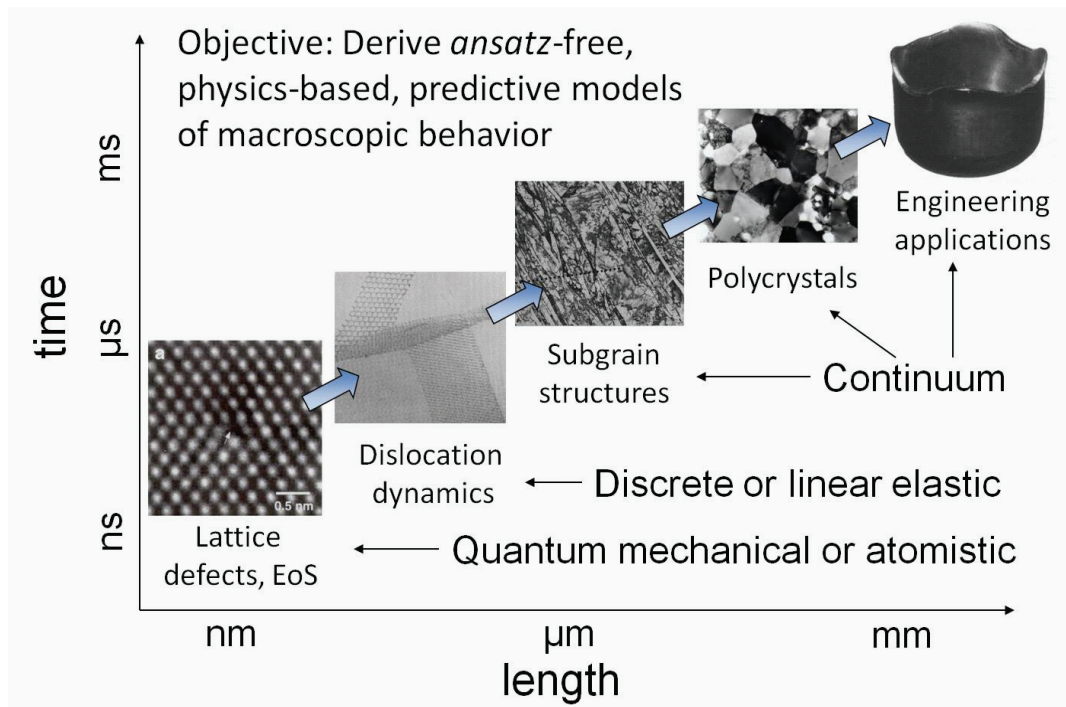 Objective: Derive ansatz-free,
physics-based, predictive models
of macroscopic behavior
ms
time
µs
ns
Engineering
applications
Polycrystals
Subgrain
structures
Continuum
a
0.5 nm
Dislocation
dynamics
Discrete or linear elastic
Lattice
defects, EoS
Quantum mechanical or atomistic
nm
µm
mm
length